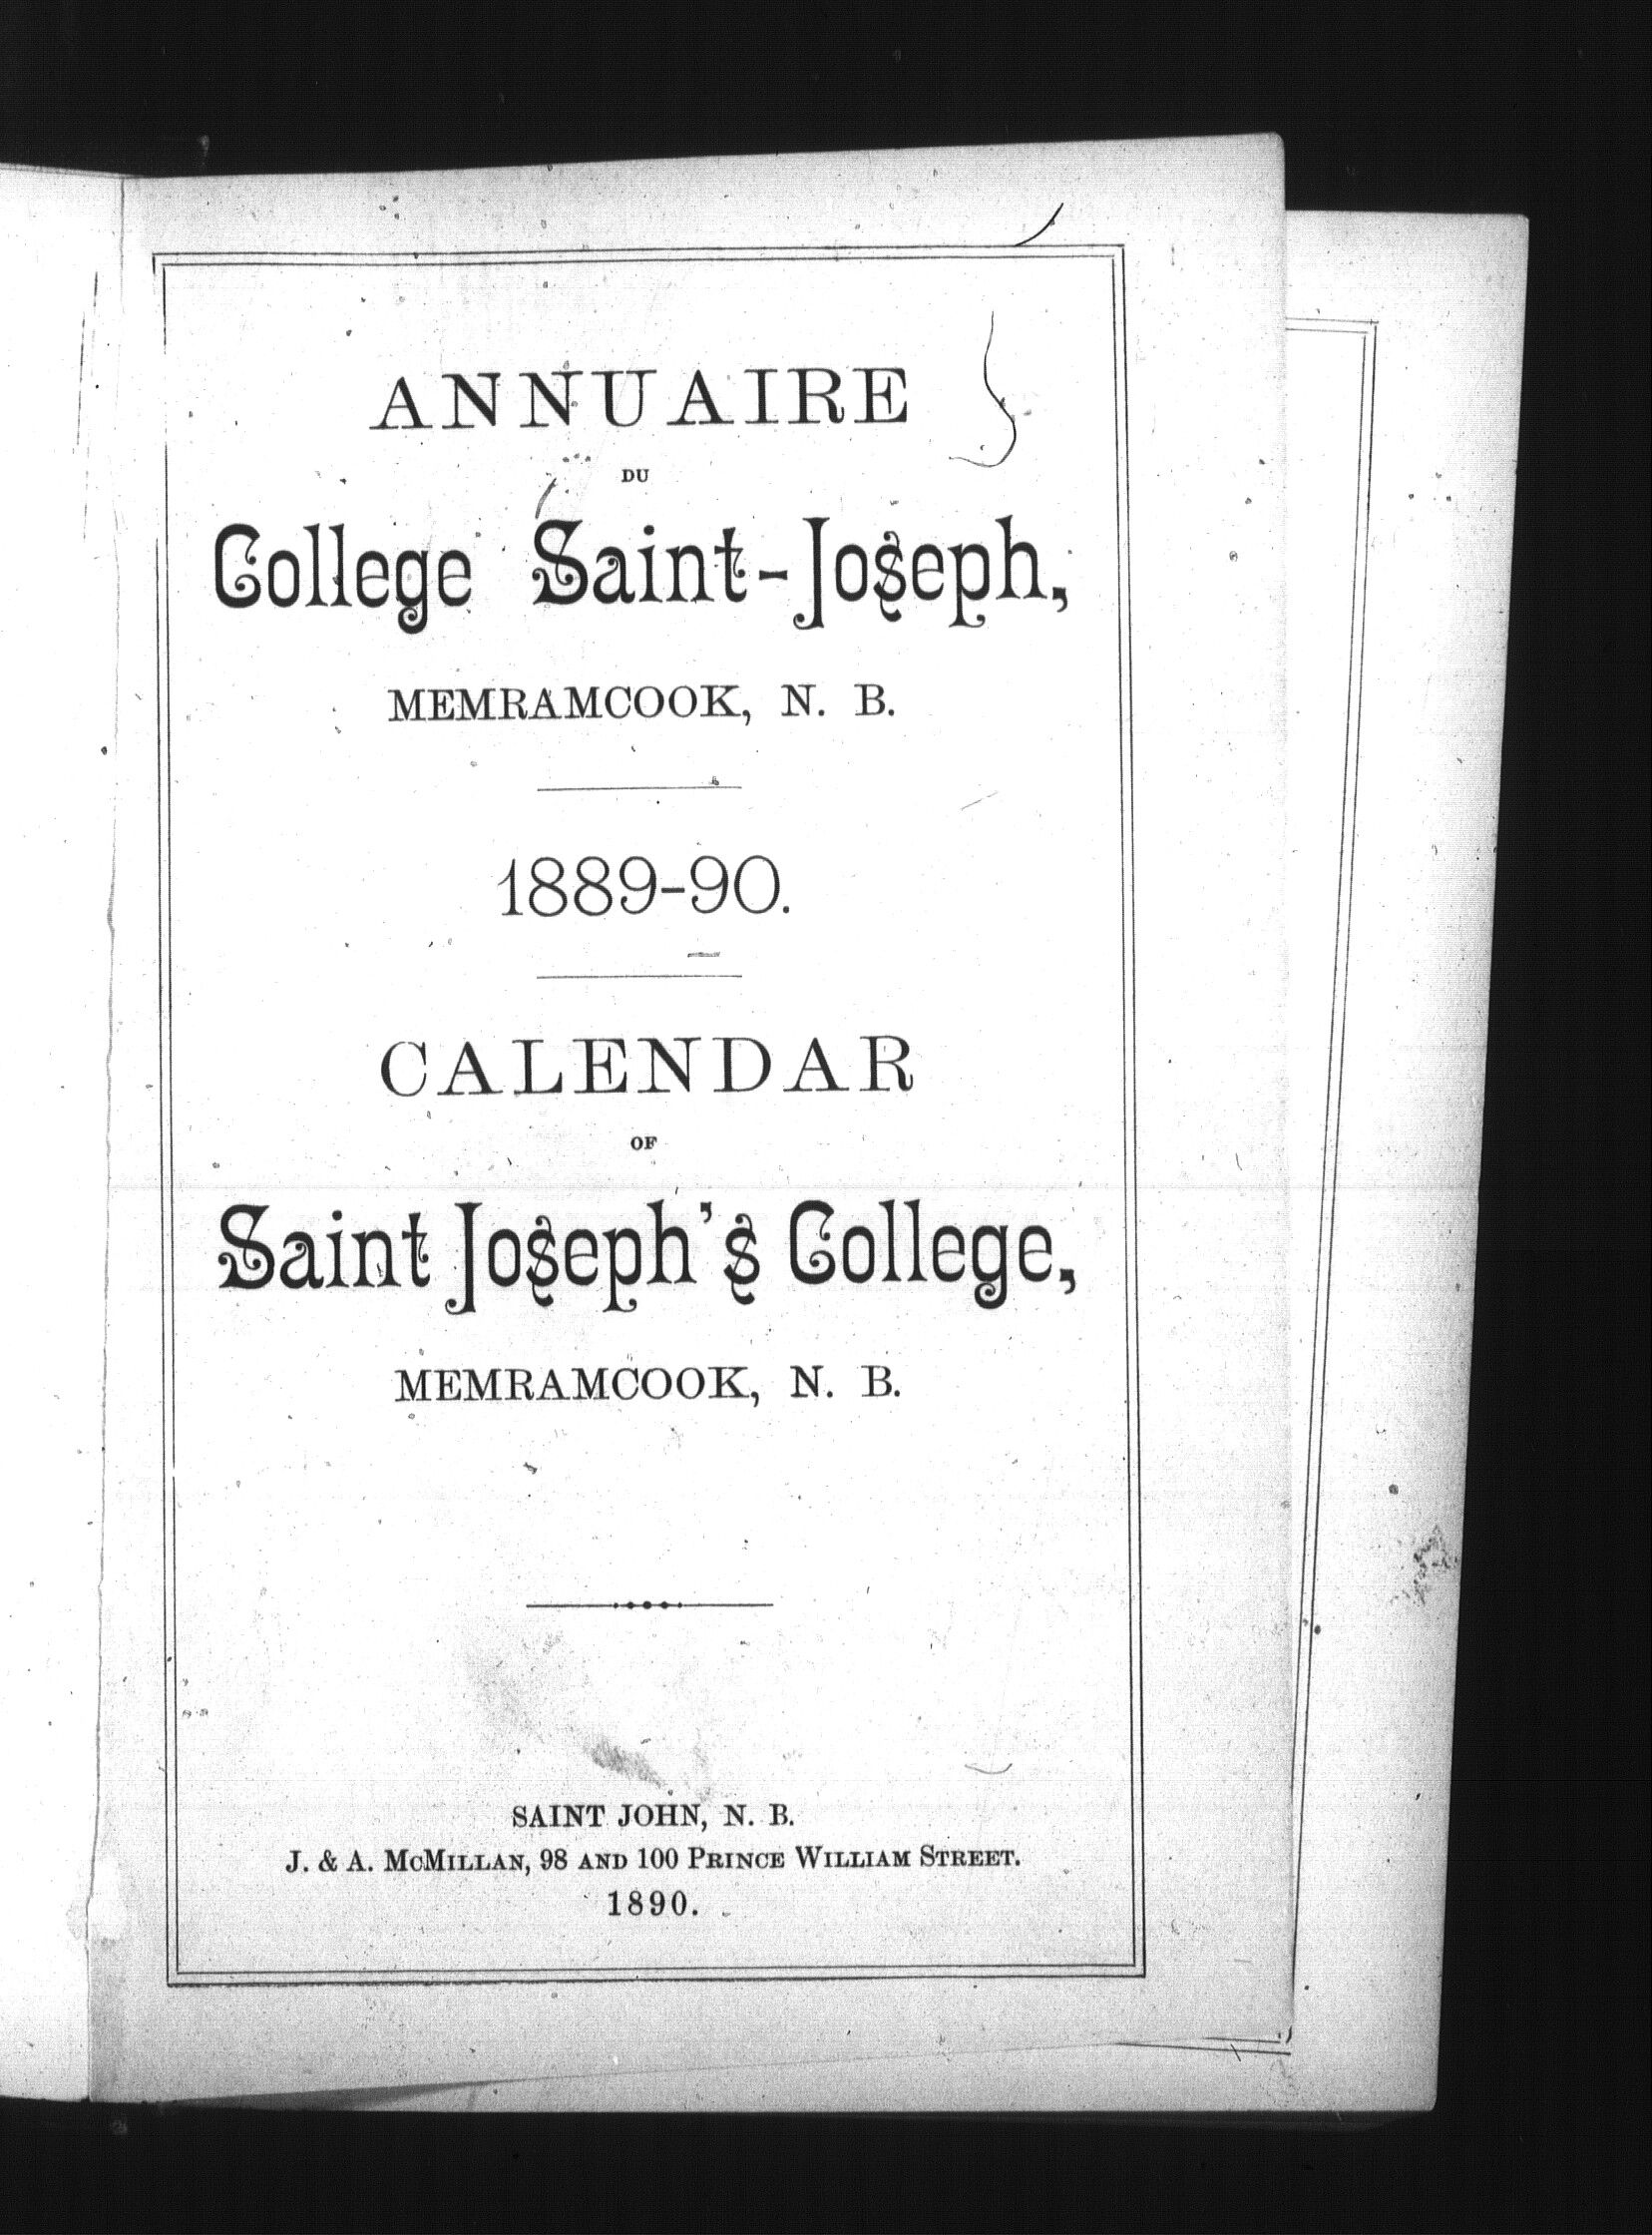 ANNUAIRE
DU
College Saint-Joseph,
MEMRAMCOOK, N. B.
1889-90.
CALENDAR
OF
Saint Joseph's College,
MEMRAMCOOK, N. B.
SAINT JOHN, N. B.
J. & A. McMILLAN, 98 AND 100 PRINCE WILLIAM STREET.
1890.